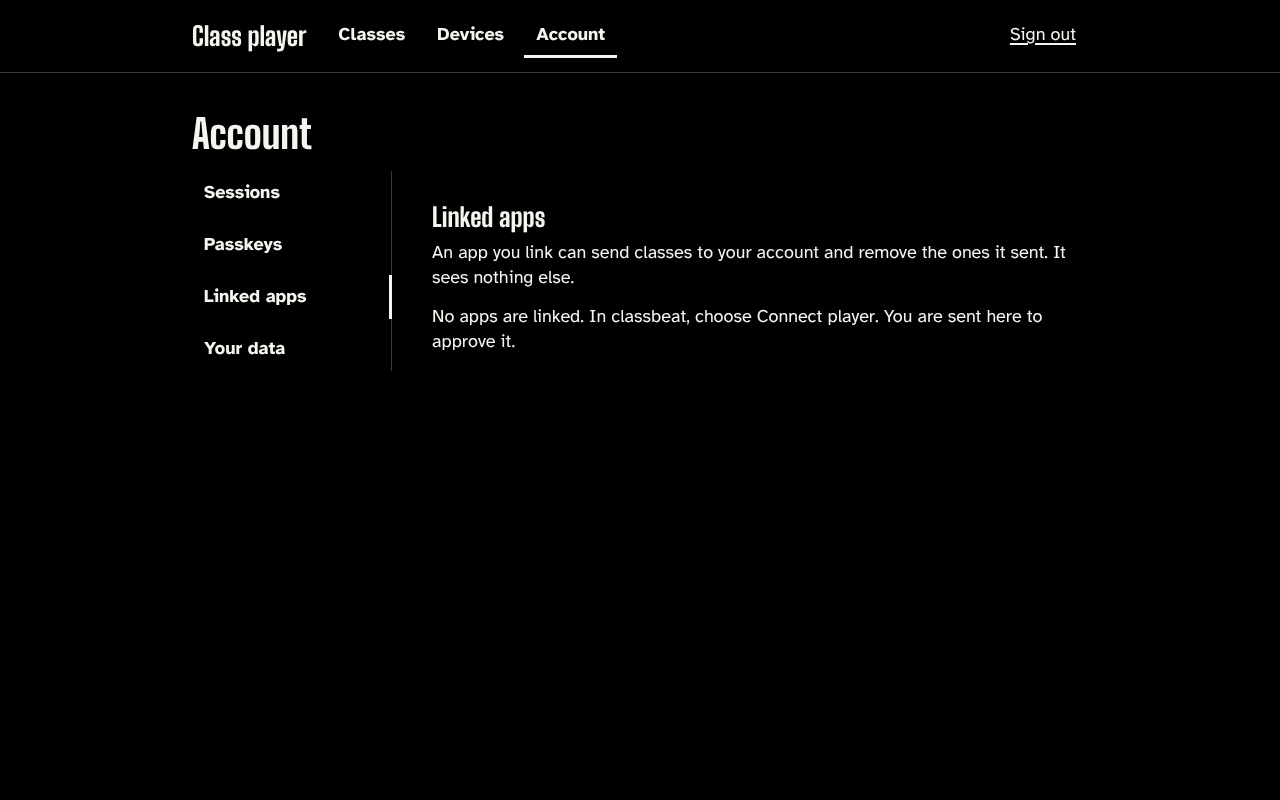 Class player
Classes
Devices
Account
Sign out
Account
Sessions
Passkeys
Linked apps
Your data
Linked apps
An app you link can send classes to your account and remove the ones it sent. It
sees nothing else.
No apps are linked. In classbeat, choose Connect player. You are sent here to
approve it.